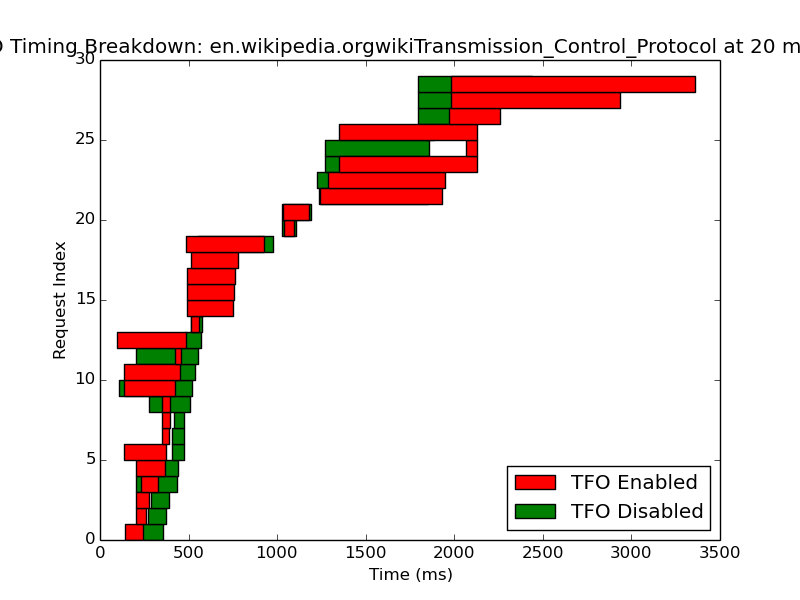 Timing Breakdown: en.wikipedia.orgwikiTransmission_Control_Protocol at 20
30
25
20
15
10
5
0
Request Index
0 500 1000 1500 2000 2500 3000 3500
Time (ms)
TFO Enabled
TFO Disabled